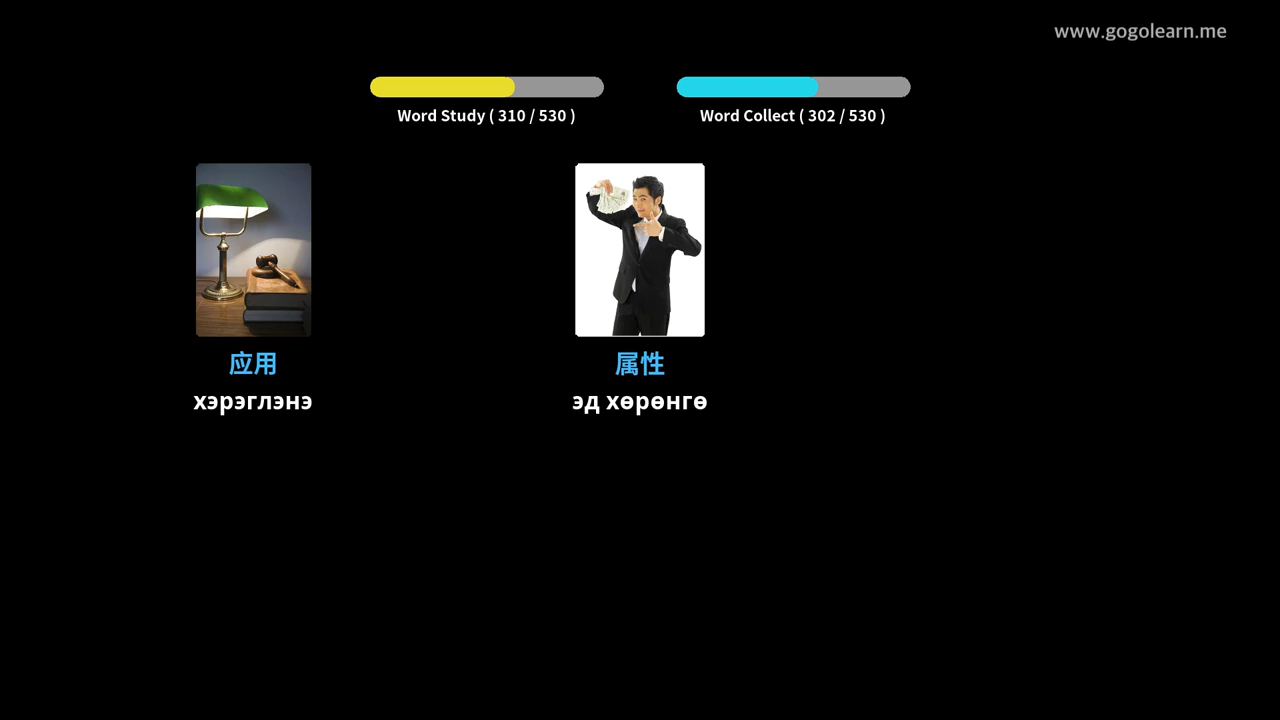 www.gogolearn.me
Word Study ( 310 / 530 )
Word Collect ( 302 / 530 )
应用
хэрэглэнэ
属性
эд хөрөнгө